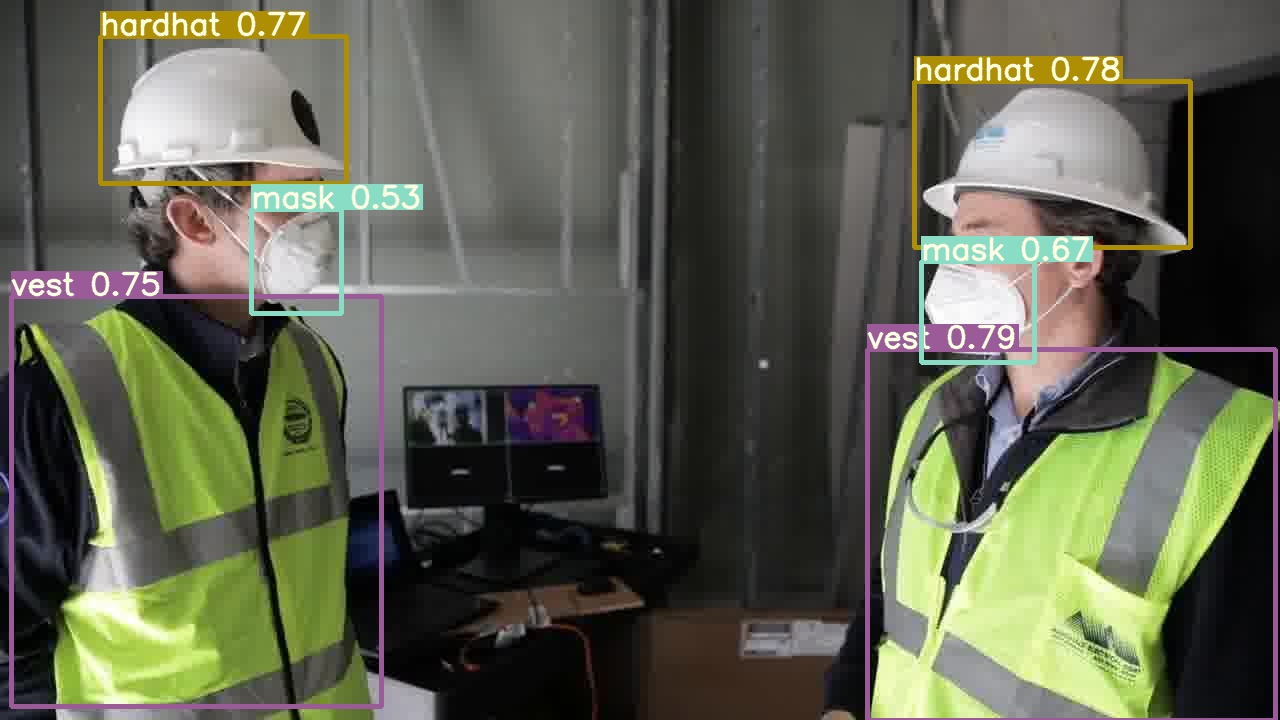 hardhat 0.77
hardhat 0.78
mask 0.53
mask 0.67
vest 0.75
vest 0.79